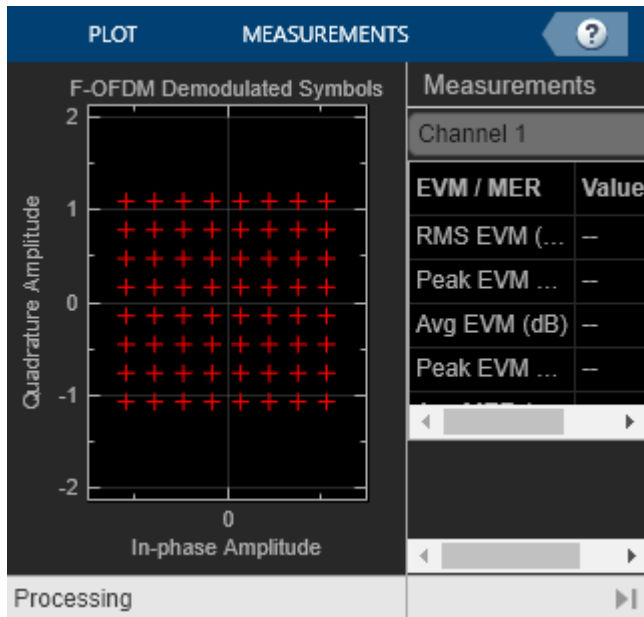 PLOT MEASUREMENTS ?
F-OFDM Demodulated Symbols
2
1
0
-1
-2
Quadrature Amplitude
0
In-phase Amplitude
Measurements
Channel 1
EVM / MER Value
RMS EVM (... --
Peak EVM ... --
Avg EVM (dB) --
Peak EVM ... --
Processing